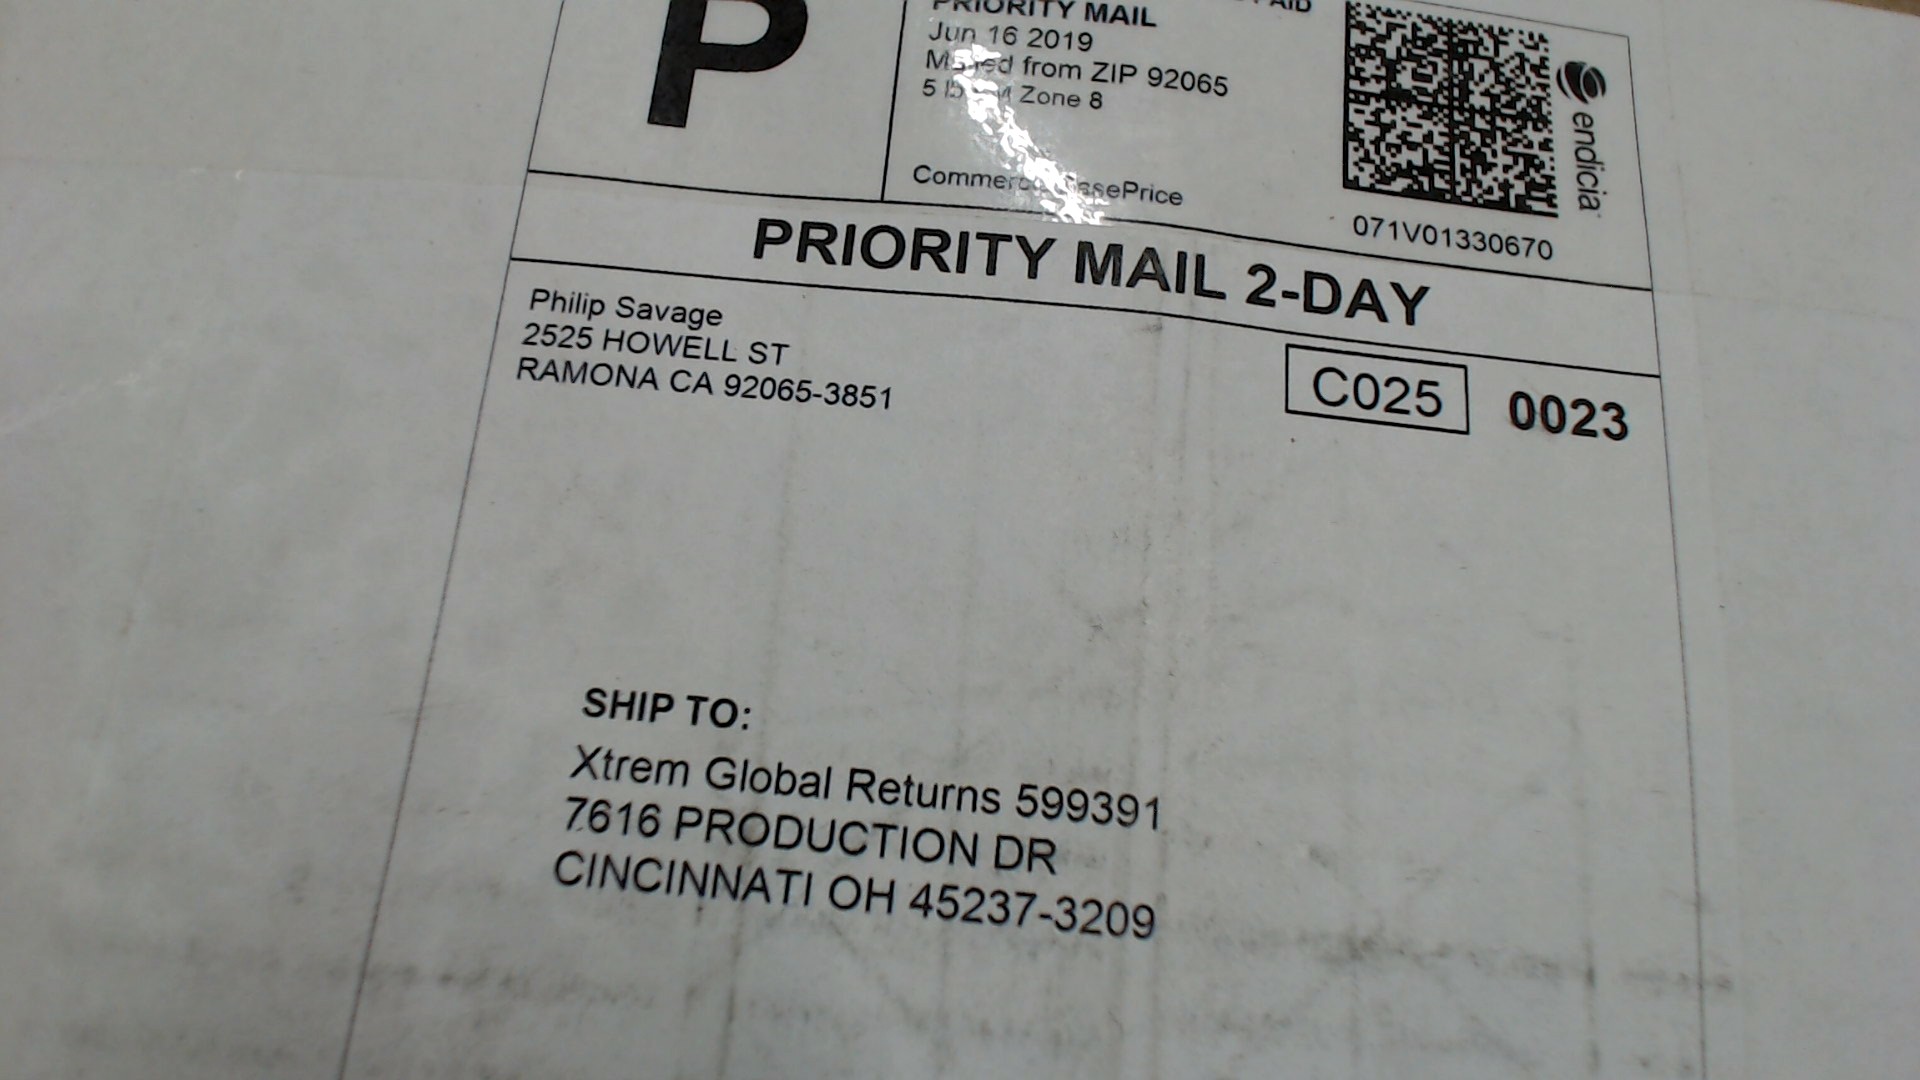 P
PRIORITY MAIL
Jun 16 2019
Mailed from ZIP 92065
5 Zone 8
endicia
071V01330670
PRIORITY MAIL 2-DAY
Philip Savage
2525 HOWELL ST
RAMONA CA 92065-3851
C025 0023
SHIP TO:
Xtrem Global Returns 599391
7616 PRODUCTION DR
CINCINNATI OH 45237-3209